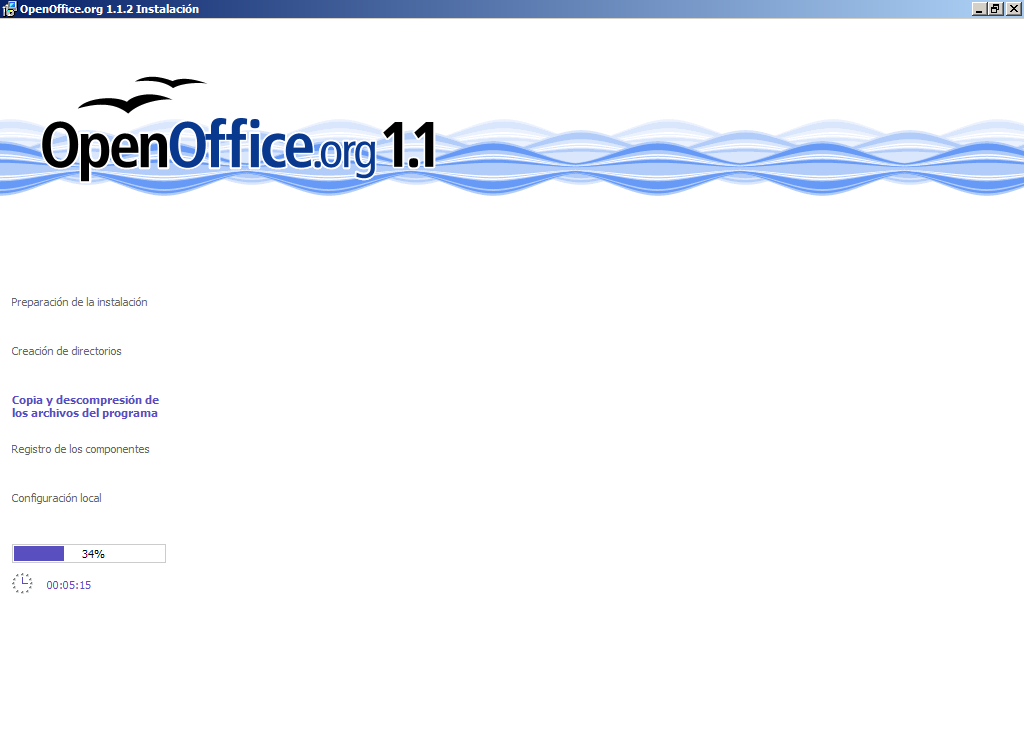 OpenOffice.org 1.1.2 Instalación
OpenOffice.org 1.1
Preparación de la instalación
Creación de directorios
Copia y descompresión de
los archivos del programa
Registro de los componentes
Configuración local
34%
00:05:15